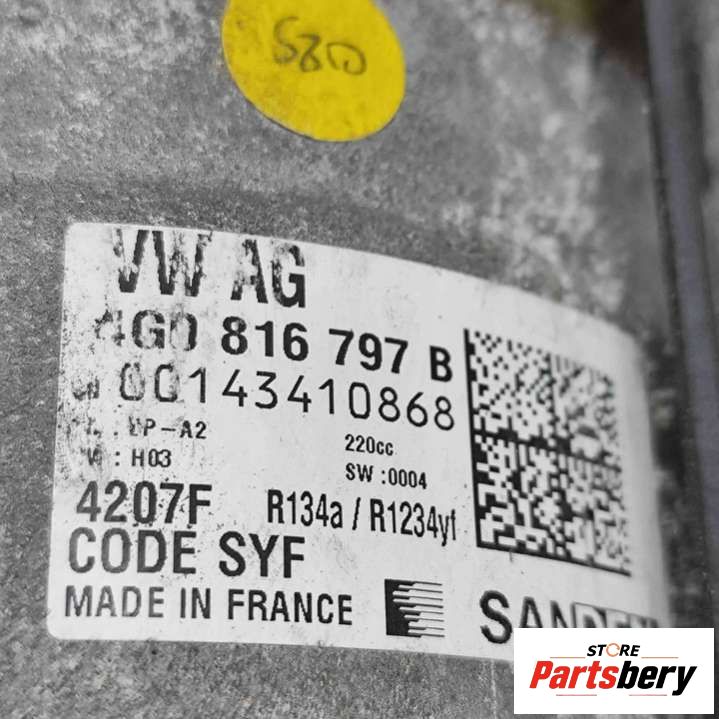 VW AG
4G0 816 797 B
00143410868
220cc
: H03
SW :0004
4207F
R134a / R1234yf
CODE SYF
MADE IN FRANCE
STORE
Partsbery